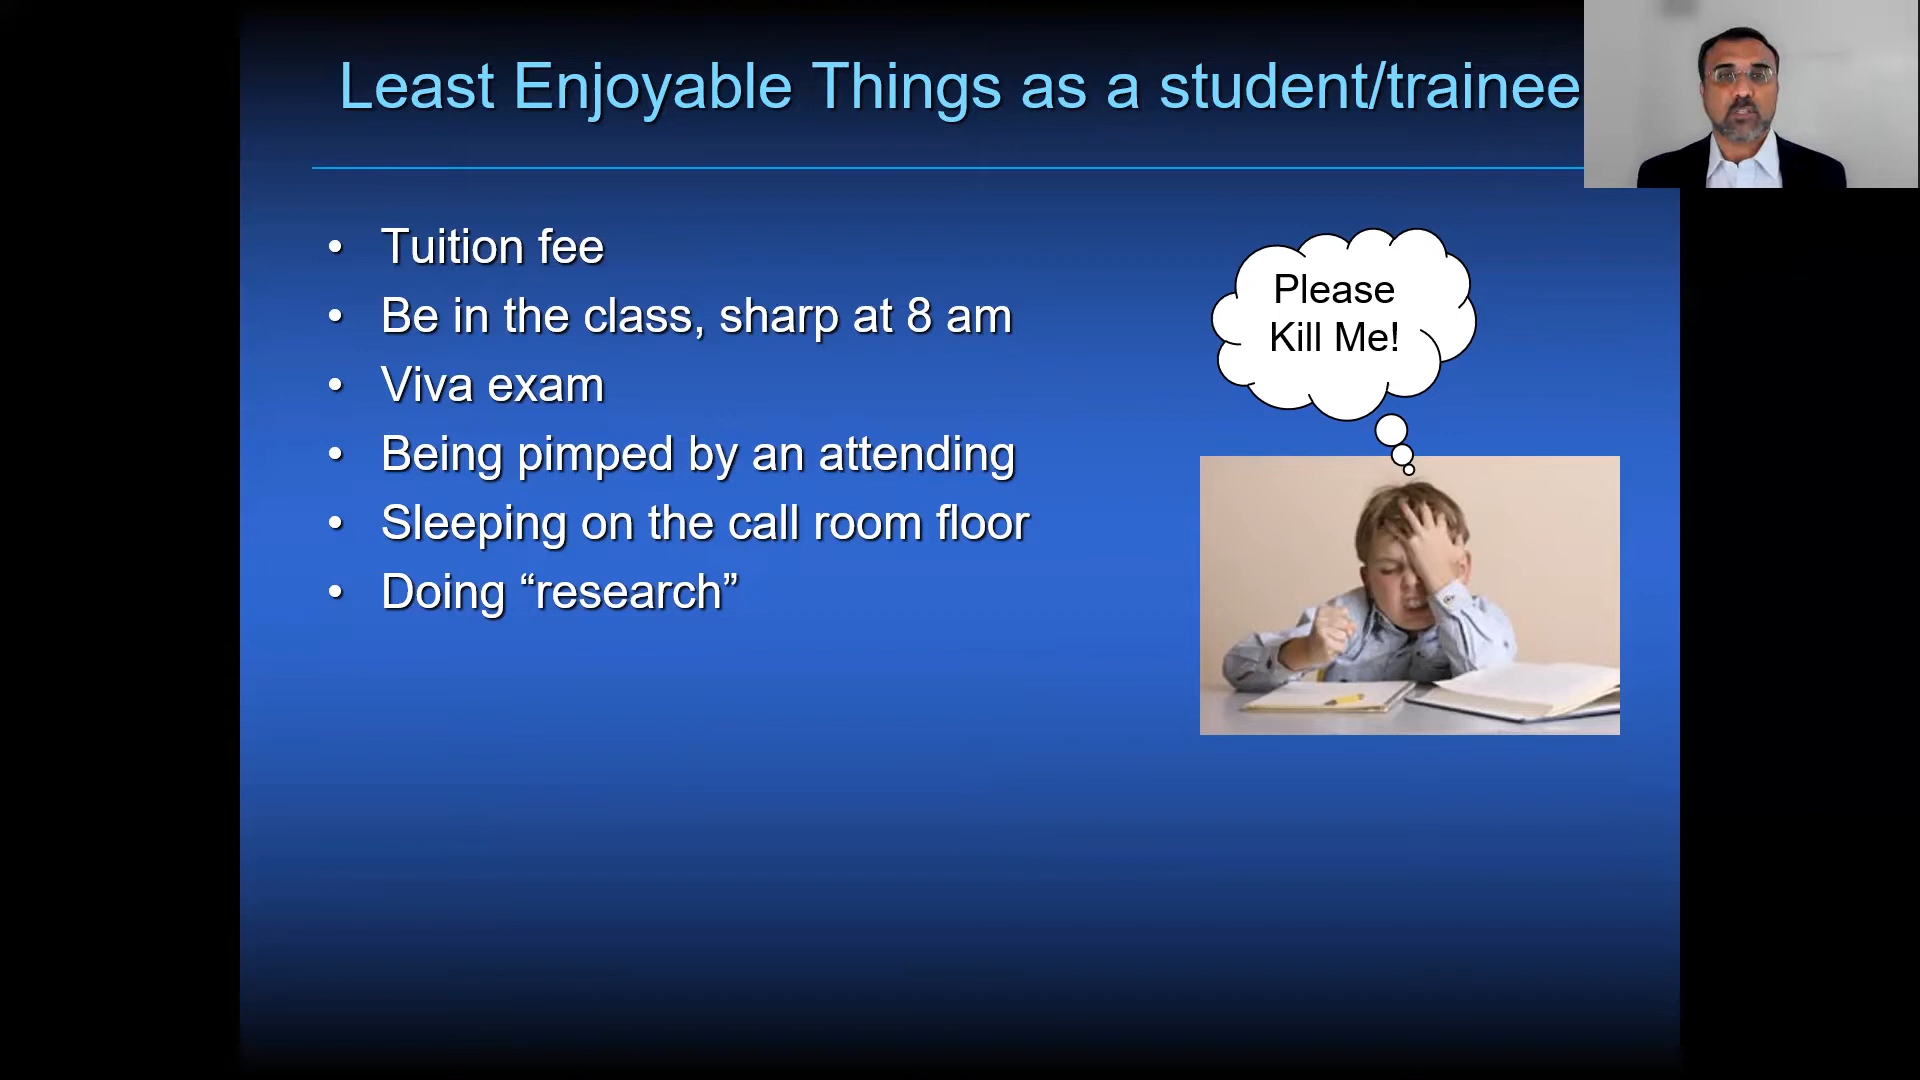 Least Enjoyable Things as a student/trainee
• Tuition fee
• Be in the class, sharp at 8 am
• Viva exam
• Being pimped by an attending
• Sleeping on the call room floor
• Doing “research”
Please
Kill Me!